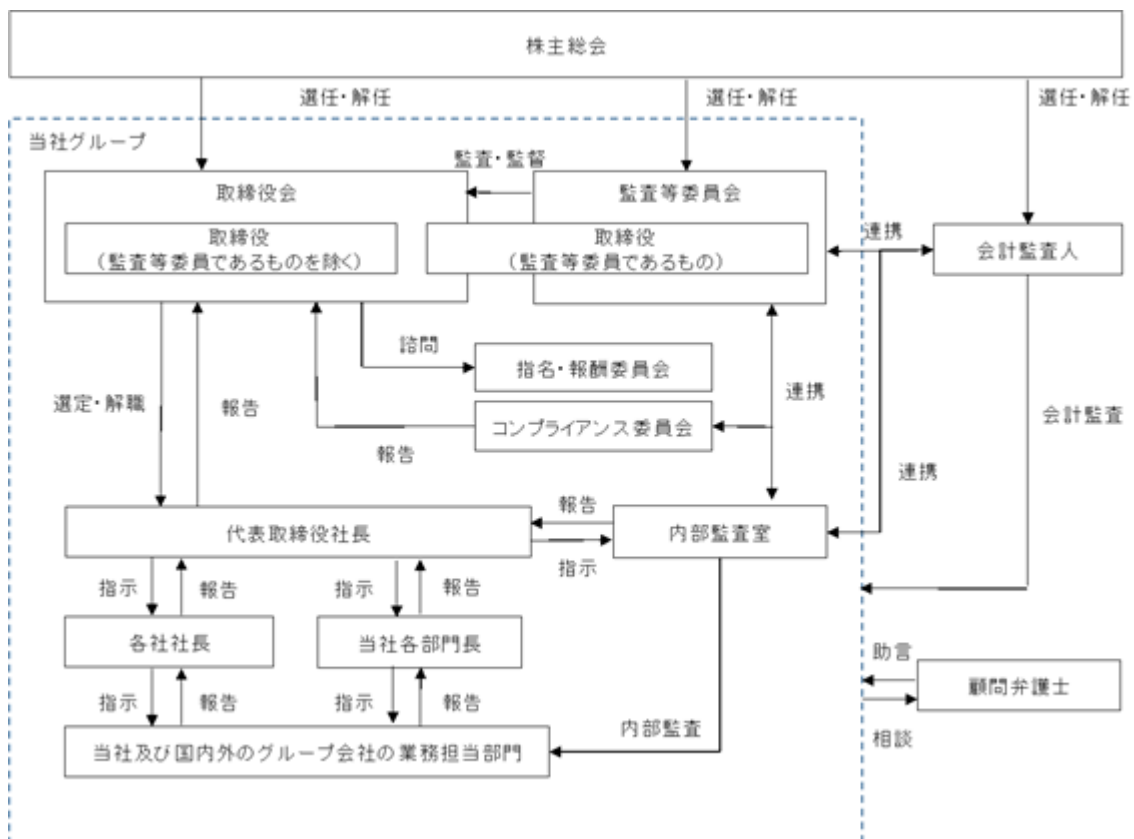 株主総会
選任・解任
選任・解任
選任・解任
当社グループ
監査・監督
取締役会
監査等委員会
取締役
(監査等委員であるものを除く)
取締役
(監査等委員であるもの)
連携
会計監査人
諮問
指名・報酬委員会
選定・解職
報告
連携
コンプライアンス委員会
報告
会計監査
連携
報告
代表取締役社長
内部監査室
指示
指示
報告
指示
報告
各社社長
当社各部門長
助言
顧問弁護士
指示
報告
指示
報告
内部監査
相談
当社及び国内外のグループ会社の業務担当部門